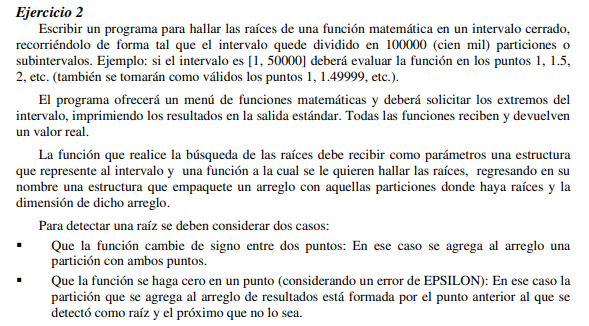 Ejercicio 2
Escribir un programa para hallar las raíces de una función matemática en un intervalo cerrado,
recorriéndolo de forma tal que el intervalo quede dividido en 100000 (cien mil) particiones o
subintervalos. Ejemplo: si el intervalo es [1, 50000] deberá evaluar la función en los puntos 1, 1.5,
2, etc. (también se tomarán como válidos los puntos 1, 1.49999, etc.).
El programa ofrecerá un menú de funciones matemáticas y deberá solicitar los extremos del
intervalo, imprimiendo los resultados en la salida estándar. Todas las funciones reciben y devuelven
un valor real.
La función que realice la búsqueda de las raíces debe recibir como parámetros una estructura
que represente al intervalo y una función a la cual se le quieren hallar las raíces, regresando en su
nombre una estructura que empaquete un arreglo con aquellas particiones donde haya raíces y la
dimensión de dicho arreglo.
Para detectar una raíz se deben considerar dos casos:
▪ Que la función cambie de signo entre dos puntos: En ese caso se agrega al arreglo una
partición con ambos puntos.
▪ Que la función se haga cero en un punto (considerando un error de EPSILON): En ese caso la
partición que se agrega al arreglo de resultados está formada por el punto anterior al que se
detectó como raíz y el próximo que no lo sea.